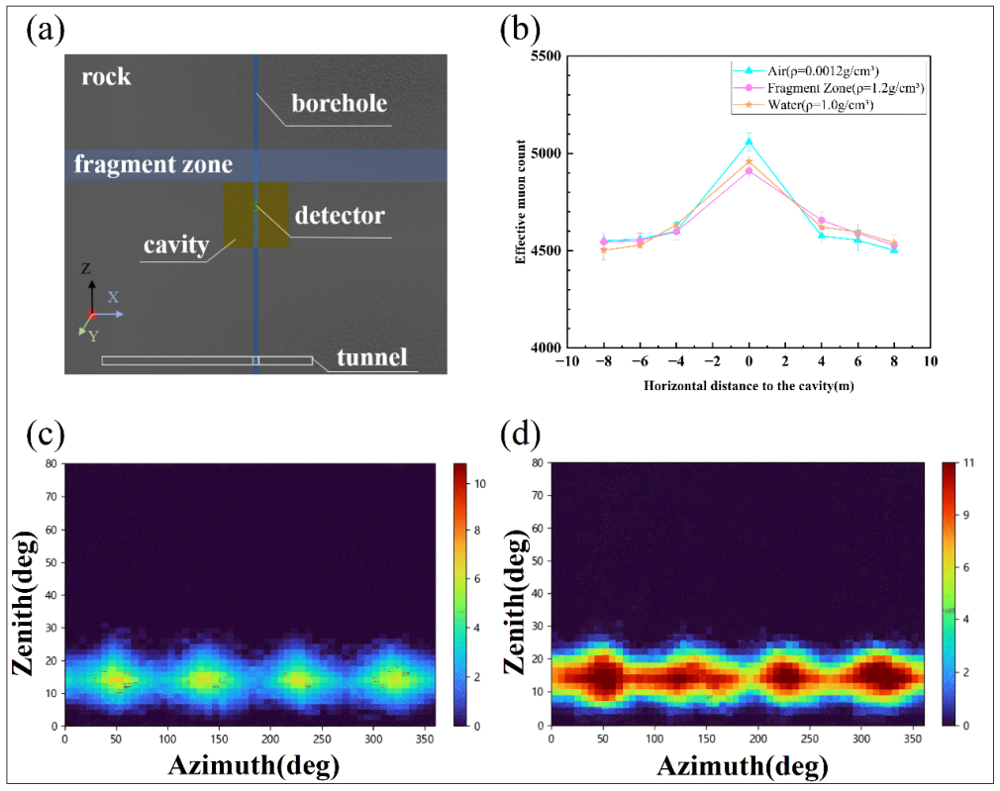 (a)
rock
borehole
fragment zone
detector
cavity
Z
X
Y
tunnel
(b)
5500
5000
4500
4000
Effective muon count
Air(ρ=0.0012g/cm³)
Fragment Zone(ρ=1.2g/cm³)
Water(ρ=1.0g/cm³)
−10 −8 −6 −4 −2 0 2 4 6 8 10
Horizontal distance to the cavity(m)
(c)
80
70
60
50
40
30
20
10
0
Zenith(deg)
0 50 100 150 200 250 300 350
Azimuth(deg)
10
8
6
4
2
0
(d)
80
70
60
50
40
30
20
10
0
Zenith(deg)
0 50 100 150 200 250 300 350
Azimuth(deg)
11
9
6
4
2
0